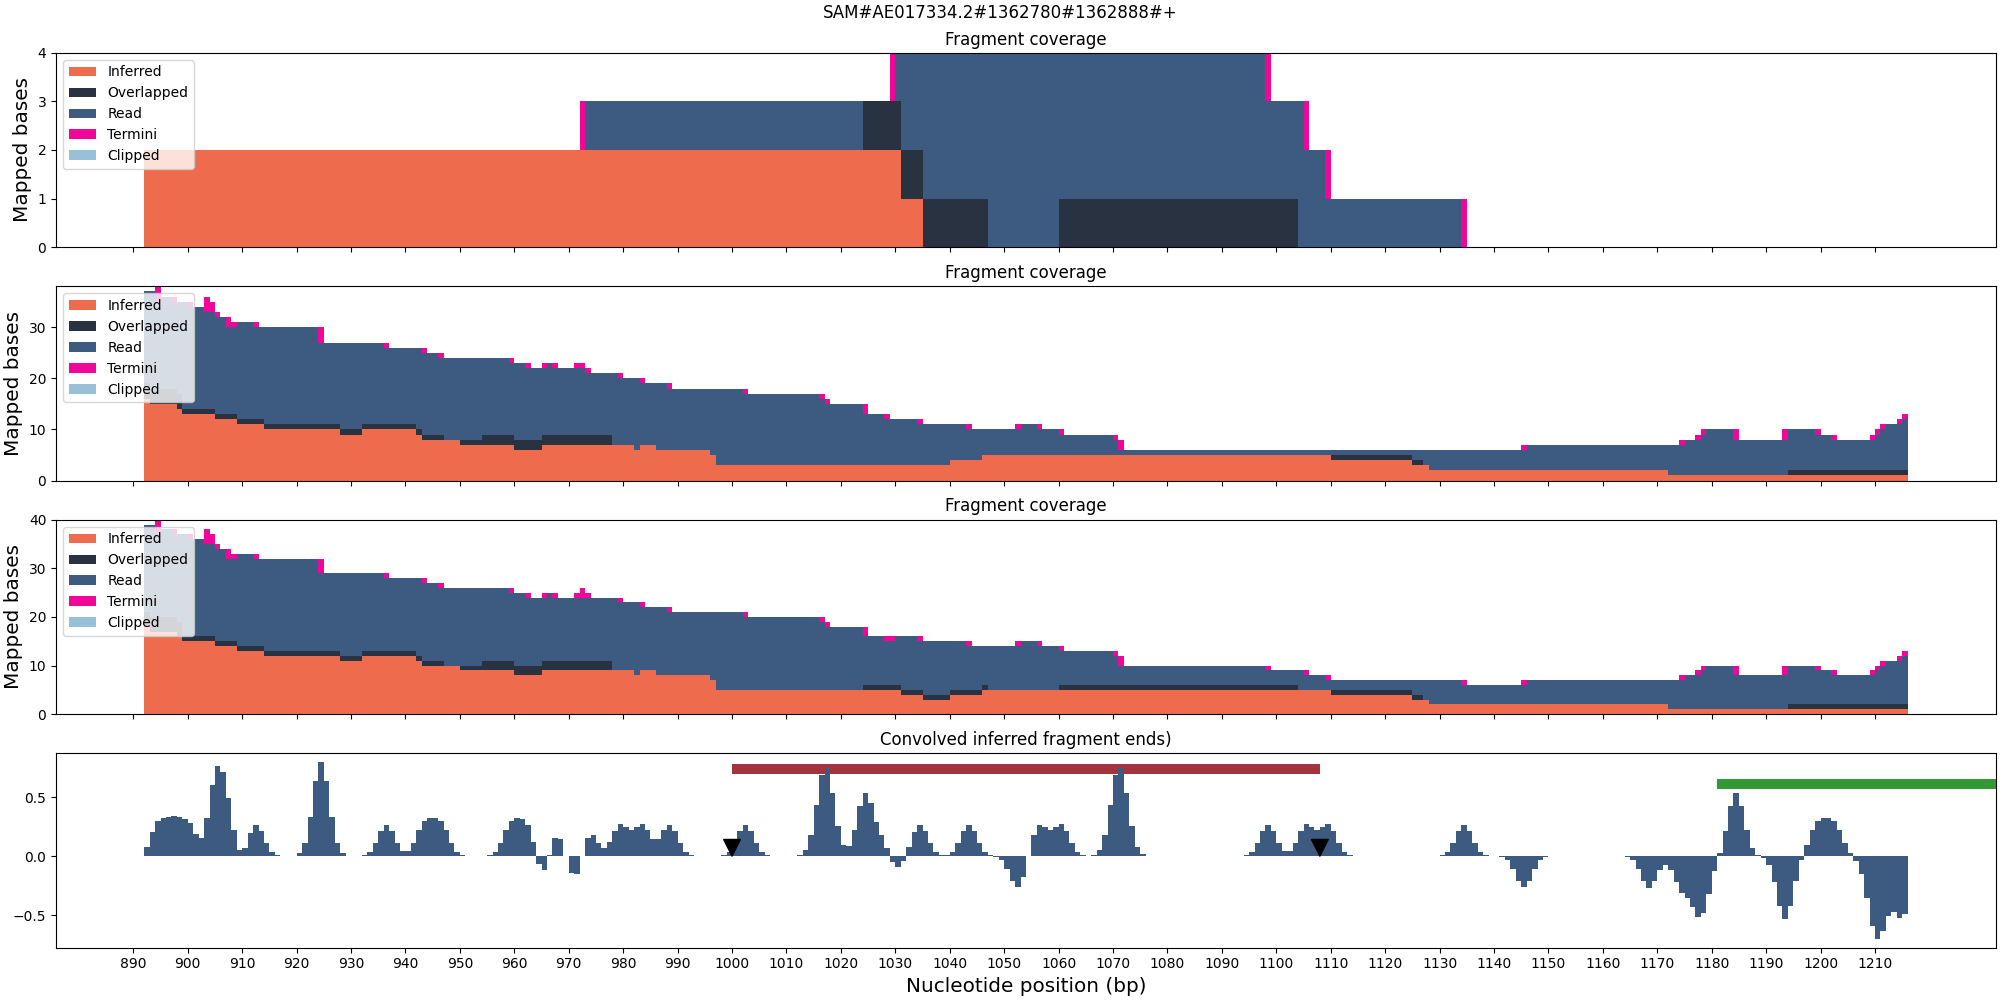 SAM#AE017334.2#1362780#1362888#+
Fragment coverage
Mapped bases
4
3
2
1
0
Inferred
Overlapped
Read
Termini
Clipped
Fragment coverage
Mapped bases
30
20
10
0
Inferred
Overlapped
Read
Termini
Clipped
Fragment coverage
Mapped bases
40
30
20
10
0
Inferred
Overlapped
Read
Termini
Clipped
Convolved inferred fragment ends)
0.5
0.0
−0.5
890 900 910 920 930 940 950 960 970 980 990 1000 1010 1020 1030 1040 1050 1060 1070 1080 1090 1100 1110 1120 1130 1140 1150 1160 1170 1180 1190 1200 1210
Nucleotide position (bp)